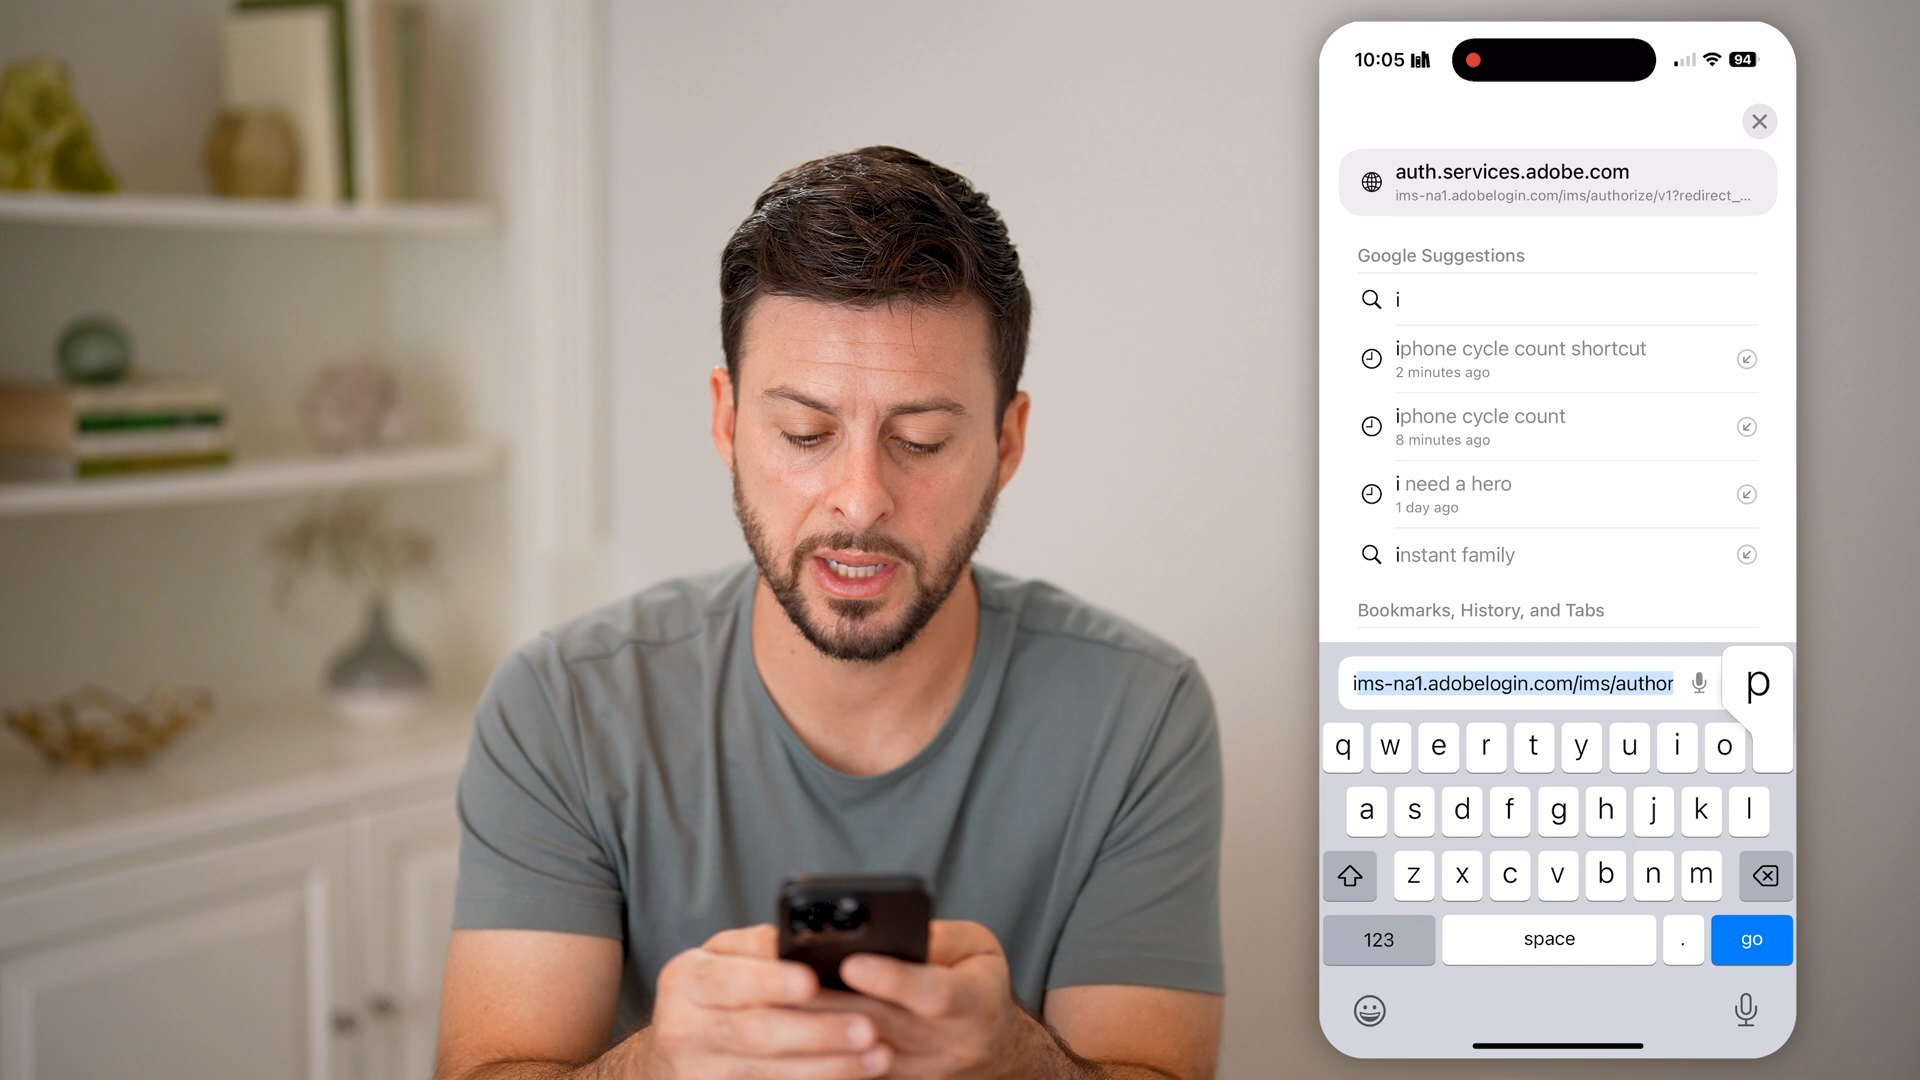 10:05
94
auth.services.adobe.com
ims-na1.adobelogin.com/ims/authorize/v1?redirect_...
Google Suggestions
i
iphone cycle count shortcut
2 minutes ago
iphone cycle count
8 minutes ago
i need a hero
1 day ago
instant family
Bookmarks, History, and Tabs
ims-na1.adobelogin.com/ims/author
p
q w e r t y u i o
a s d f g h j k l
z x c v b n m
123 space . go